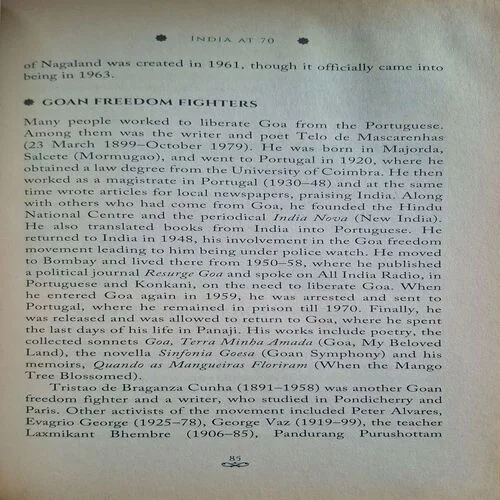 INDIA AT 70
of Nagaland was created in 1961, though it officially came into
being in 1963.
GOAN FREEDOM FIGHTERS
Many people worked to liberate Goa from the Portuguese.
Among them was the writer and poet Telo de Mascarenhas
(23 March 1899–October 1979). He was born in Majorda,
Salcete (Mormugao), and went to Portugal in 1920, where he
obtained a law degree from the University of Coimbra. He then
worked as a magistrate in Portugal (1930–48) and at the same
time wrote articles for local newspapers, praising India. Along
with others who had come from Goa, he founded the Hindu
National Centre and the periodical India Nova (New India).
He also translated books from India into Portuguese. He
returned to India in 1948, his involvement in the Goa freedom
movement leading to him being under police watch. He moved
to Bombay and lived there from 1950–58, where he published
a political journal Resurge Goa and spoke on All India Radio, in
Portuguese and Konkani, on the need to liberate Goa. When
he entered Goa again in 1959, he was arrested and sent to
Portugal, where he remained in prison till 1970. Finally, he
was released and was allowed to return to Goa, where he spent
the last days of his life in Panaji. His works include poetry, the
collected sonnets Goa, Terra Minha Amada (Goa, My Beloved
Land), the novella Sinfonia Goesa (Goan Symphony) and his
memoirs, Quando as Mangueiras Floriram (When the Mango
Tree Blossomed).
Tristao de Braganza Cunha (1891–1958) was another Goan
freedom fighter and a writer, who studied in Pondicherry and
Paris. Other activists of the movement included Peter Alvares,
Evagrio George (1925–78), George Vaz (1919–99), the teacher
Laxmikant Bhembre (1906–85), Pandurang Purushottam
85